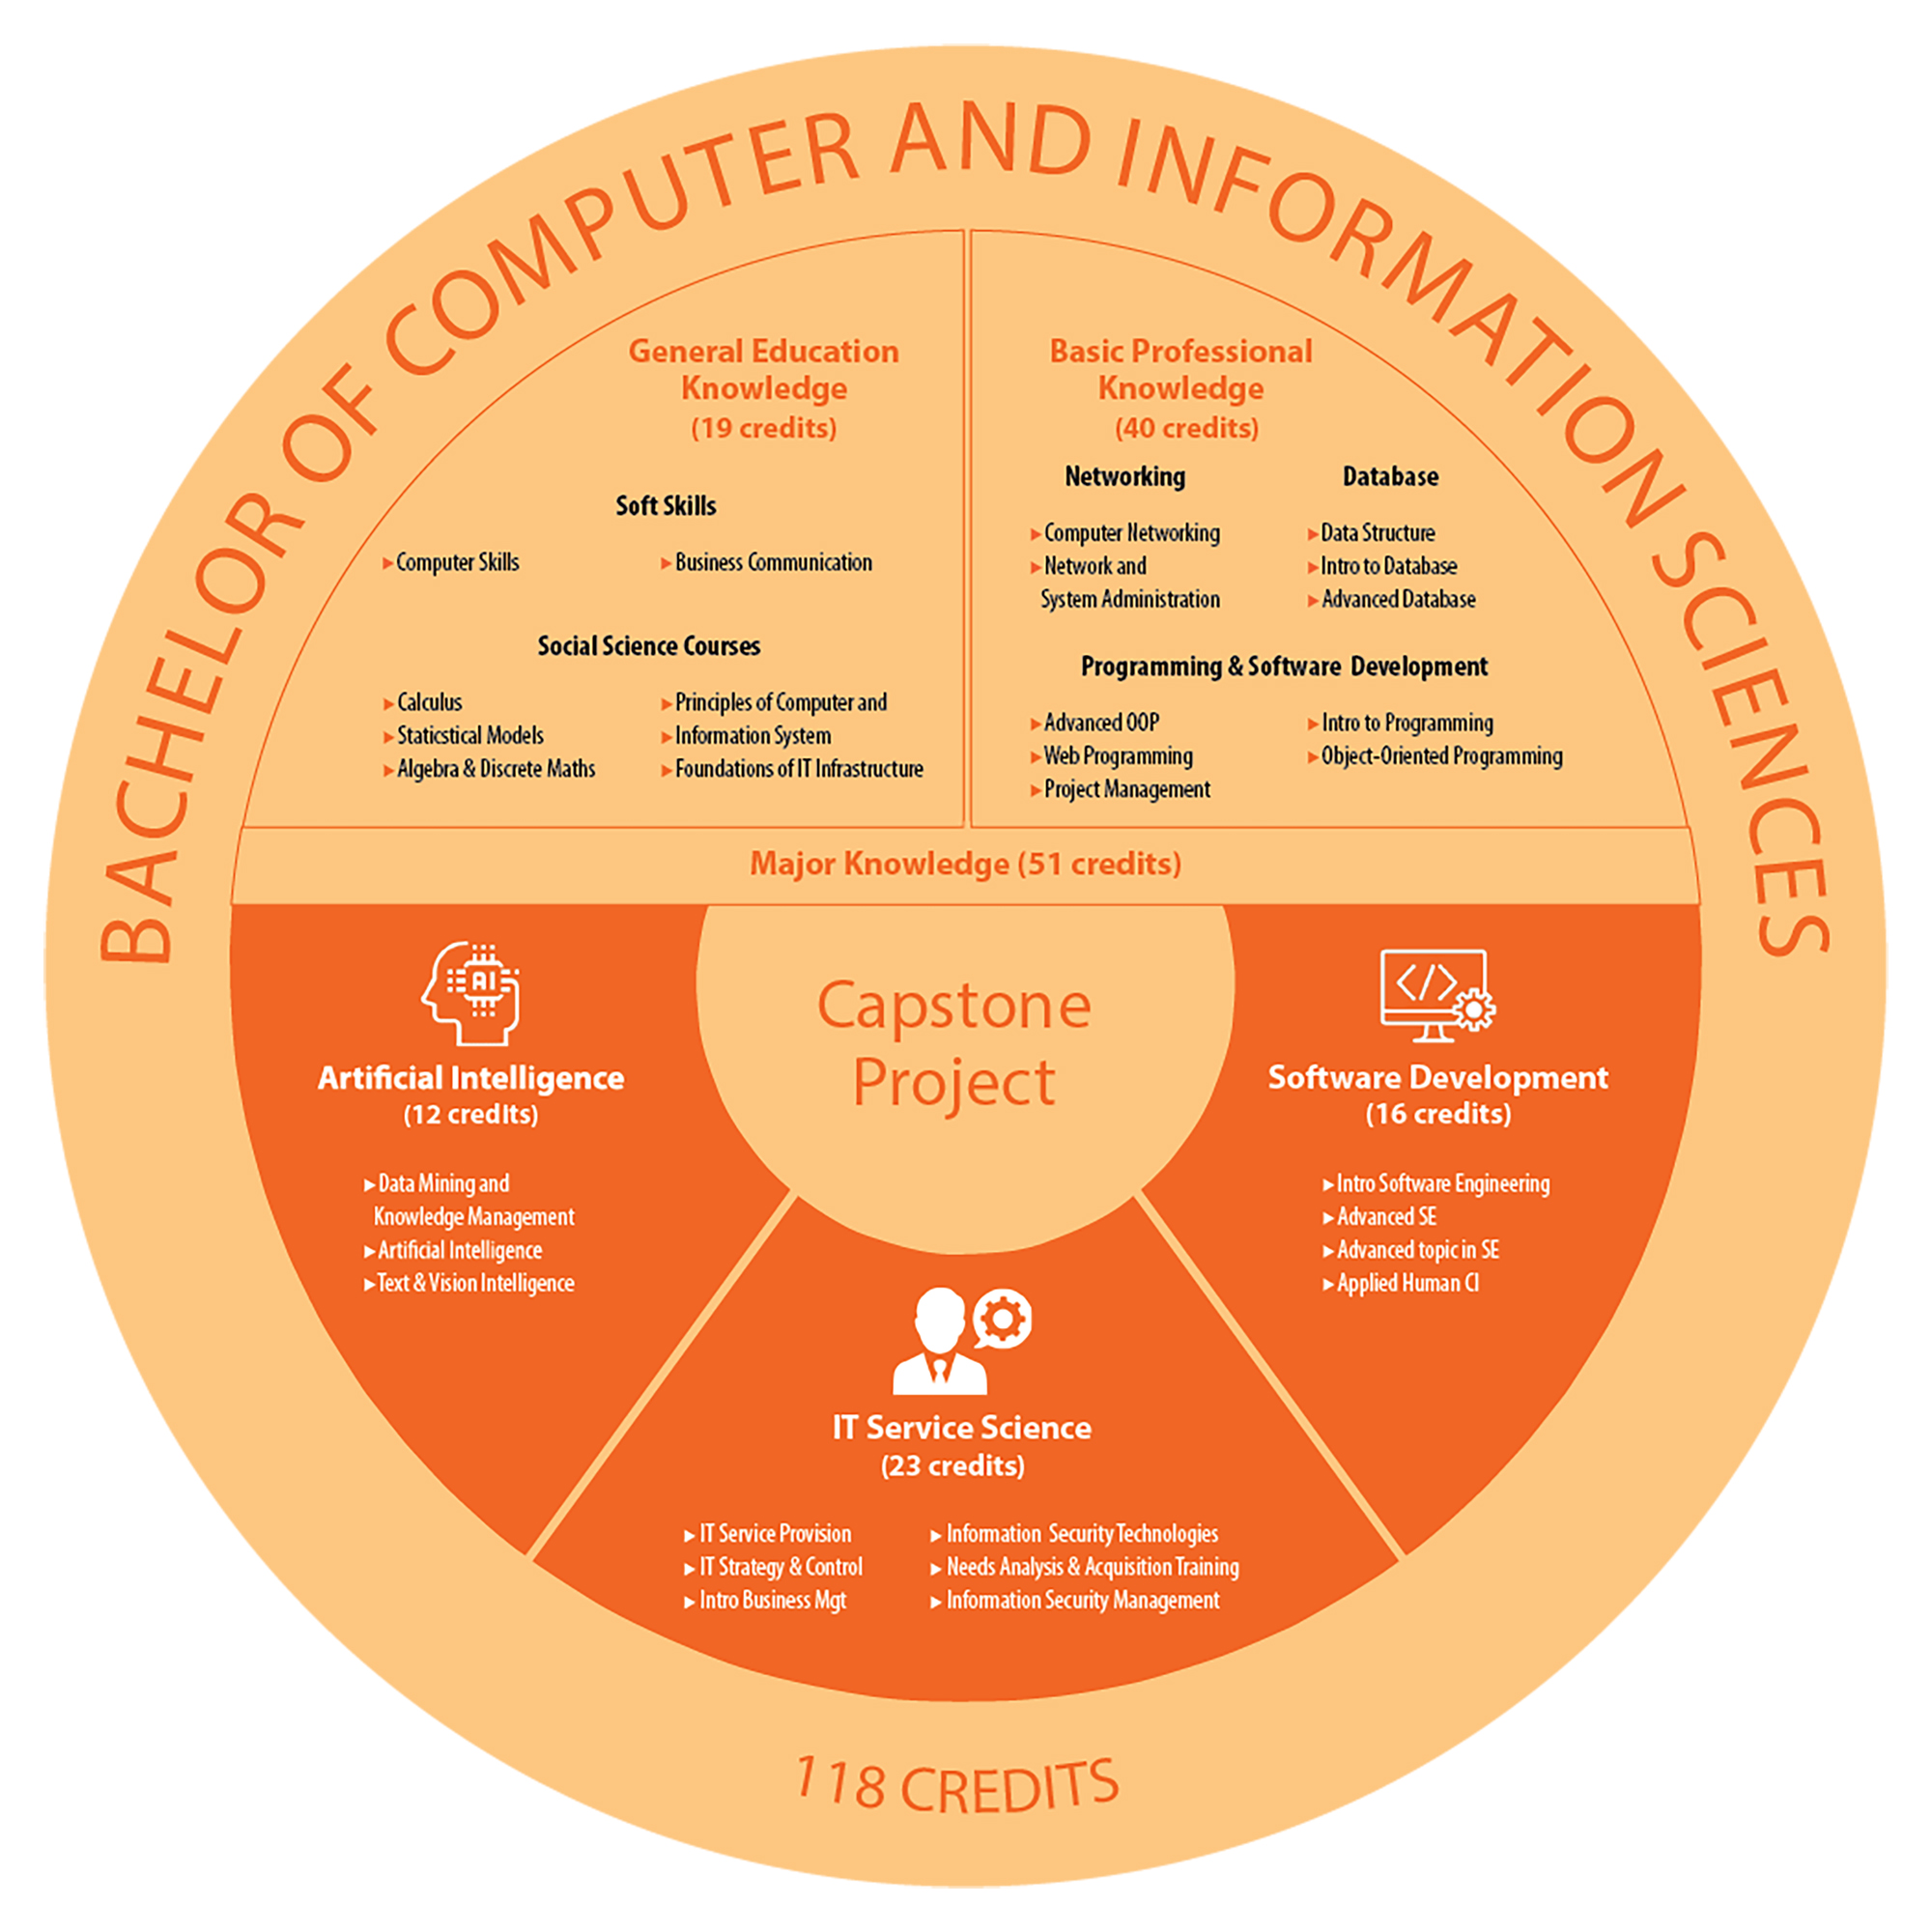 BACHELOR OF COMPUTER AND INFORMATION SCIENCES
General Education
Knowledge
(19 credits)
Soft Skills
Computer Skills
Business Communication
Social Science Courses
Calculus
Staticstical Models
Algebra & Discrete Maths
Principles of Computer and
Information System
Foundations of IT Infrastructure
Basic Professional
Knowledge
(40 credits)
Networking
Computer Networking
Network and
System Administration
Database
Data Structure
Intro to Database
Advanced Database
Programming & Software Development
Advanced OOP
Web Programming
Project Management
Intro to Programming
Object-Oriented Programming
Major Knowledge (51 credits)
AI
Artificial Intelligence
(12 credits)
Data Mining and
Knowledge Management
Artificial Intelligence
Text & Vision Intelligence
Capstone
Project
</>
Software Development
(16 credits)
Intro Software Engineering
Advanced SE
Advanced topic in SE
Applied Human CI
IT Service Science
(23 credits)
IT Service Provision
IT Strategy & Control
Intro Business Mgt
Information Security Technologies
Needs Analysis & Acquisition Training
Information Security Management
118 CREDITS